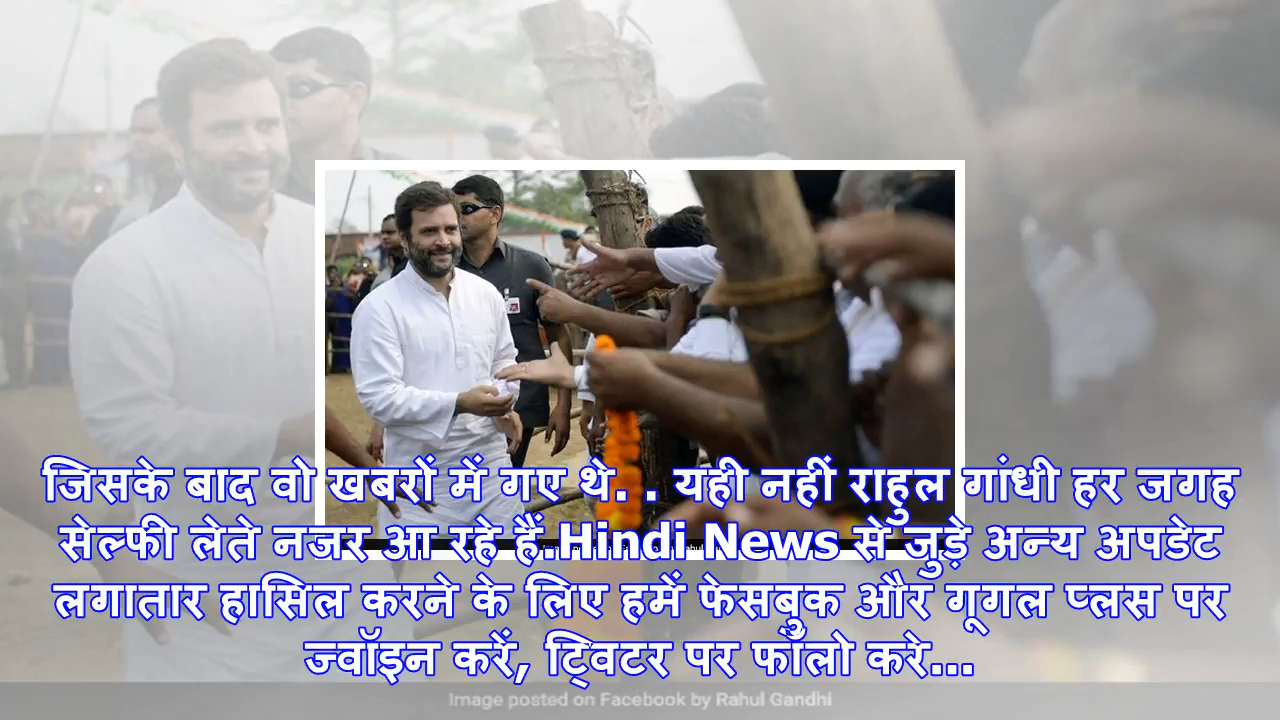 जिसके बाद वो खबरों में गए थे. . यही नहीं राहुल गांधी हर जगह
सेल्फी लेते नजर आ रहे हैं.Hindi News से जुड़े अन्य अपडेट
लगातार हासिल करने के लिए हमें फेसबुक और गूगल प्लस पर
ज्वॉइन करें, ट्विटर पर फॉलो करे...
Image posted on Facebook by Rahul Gandhi